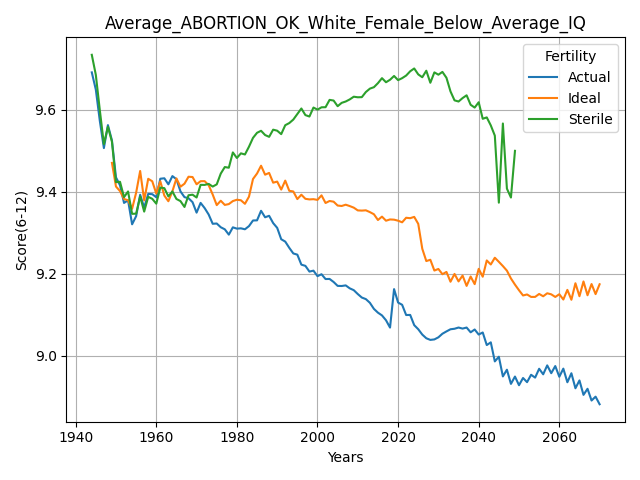 Average_ABORTION_OK_White_Female_Below_Average_IQ
Fertility
Actual
Ideal
Sterile
Score(6-12)
9.6
9.4
9.2
9.0
1940 1960 1980 2000 2020 2040 2060
Years